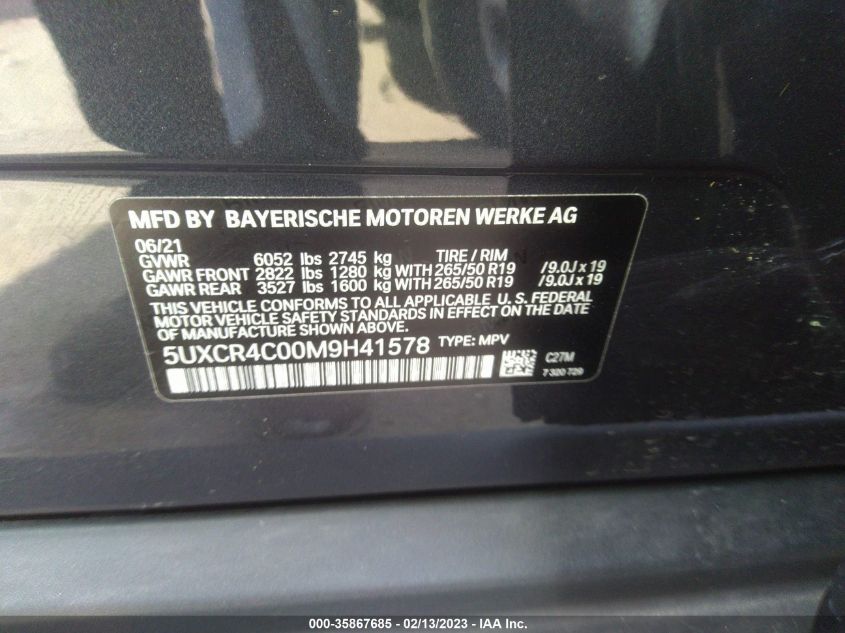 MFD BY BAYERISCHE MOTOREN WERKE AG
06/21
GVWR 6052 lbs 2745 kg TIRE / RIM
GAWR FRONT 2822 lbs 1280 kg WITH 265/50 R19 /9.0J x 19
GAWR REAR 3527 lbs 1600 kg WITH 265/50 R19 /9.0J x 19
THIS VEHICLE CONFORMS TO ALL APPLICABLE U.S. FEDERAL
MOTOR VEHICLE SAFETY STANDARDS IN EFFECT ON THE DATE
OF MANUFACTURE SHOWN ABOVE.
5UXCR4C00M9H41578 TYPE: MPV
C27M
7 320 729
000-35867685 - 02/13/2023 - IAA Inc.